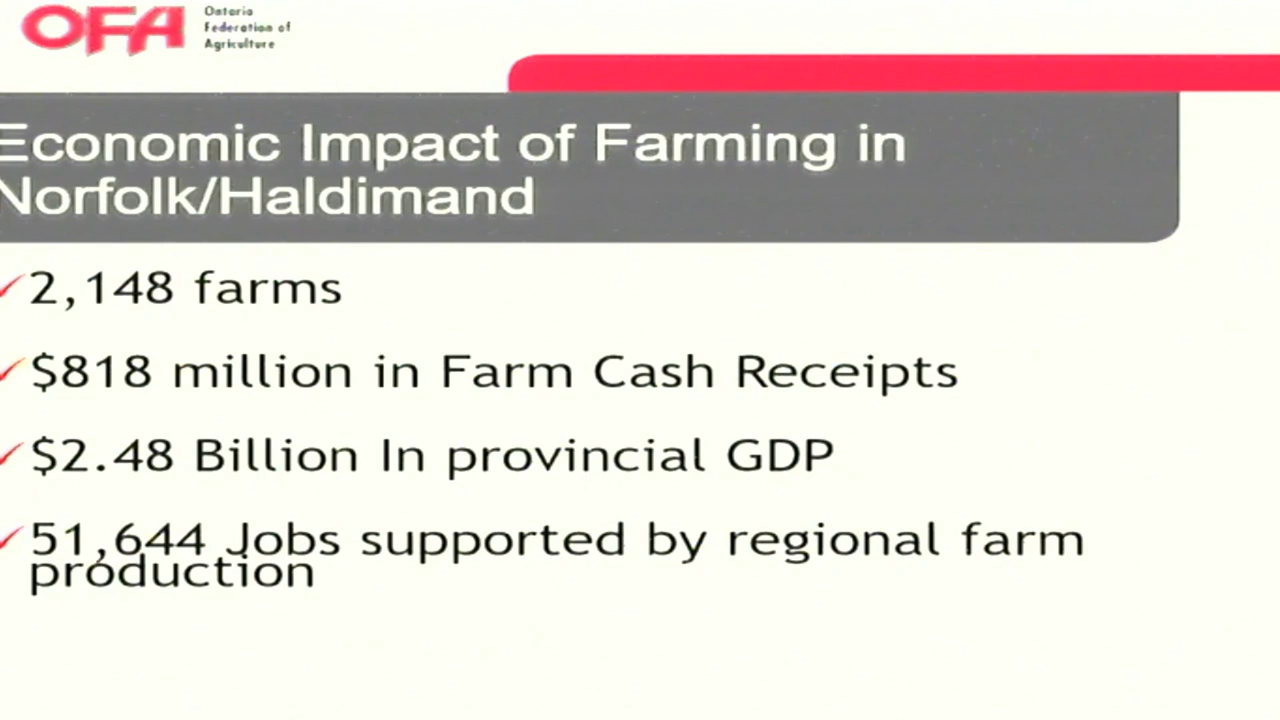 OFA
Ontario
Federation of
Agriculture
Economic Impact of Farming in
Norfolk/Haldimand
2,148 farms
$818 million in Farm Cash Receipts
$2.48 Billion In provincial GDP
51,644 Jobs supported by regional farm
production